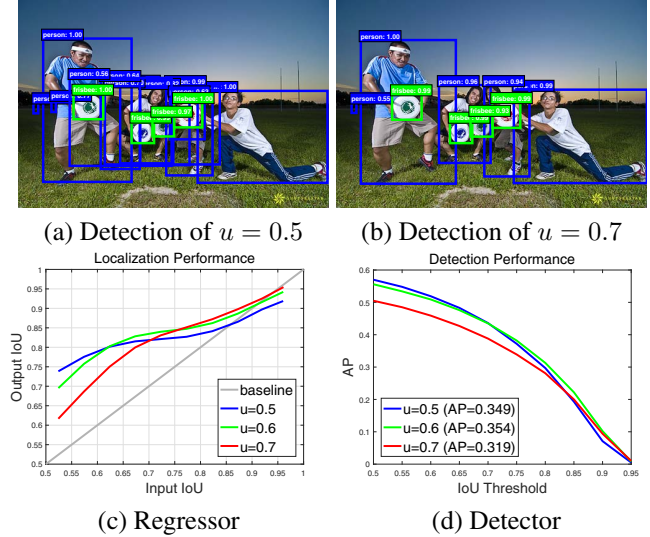 person: 1.00
person: 0.56
frisbee: 1.00
person: 0.99
frisbee: 1.00
frisbee: 0.97
person: 1.00
frisbee: 0.99
person: 0.55
person: 0.96
person: 0.94
person: 0.99
frisbee: 0.99
frisbee: 0.93
(a) Detection of u = 0.5
(b) Detection of u = 0.7
Localization Performance
Output IoU
1
0.95
0.9
0.85
0.8
0.75
0.7
0.65
0.6
0.55
0.5
baseline
u=0.5
u=0.6
u=0.7
0.5 0.55 0.6 0.65 0.7 0.75 0.8 0.85 0.9 0.95 1
Input IoU
(c) Regressor
Detection Performance
AP
0.6
0.5
0.4
0.3
0.2
0.1
0
u=0.5 (AP=0.349)
u=0.6 (AP=0.354)
u=0.7 (AP=0.319)
0.5 0.55 0.6 0.65 0.7 0.75 0.8 0.85 0.9 0.95
IoU Threshold
(d) Detector